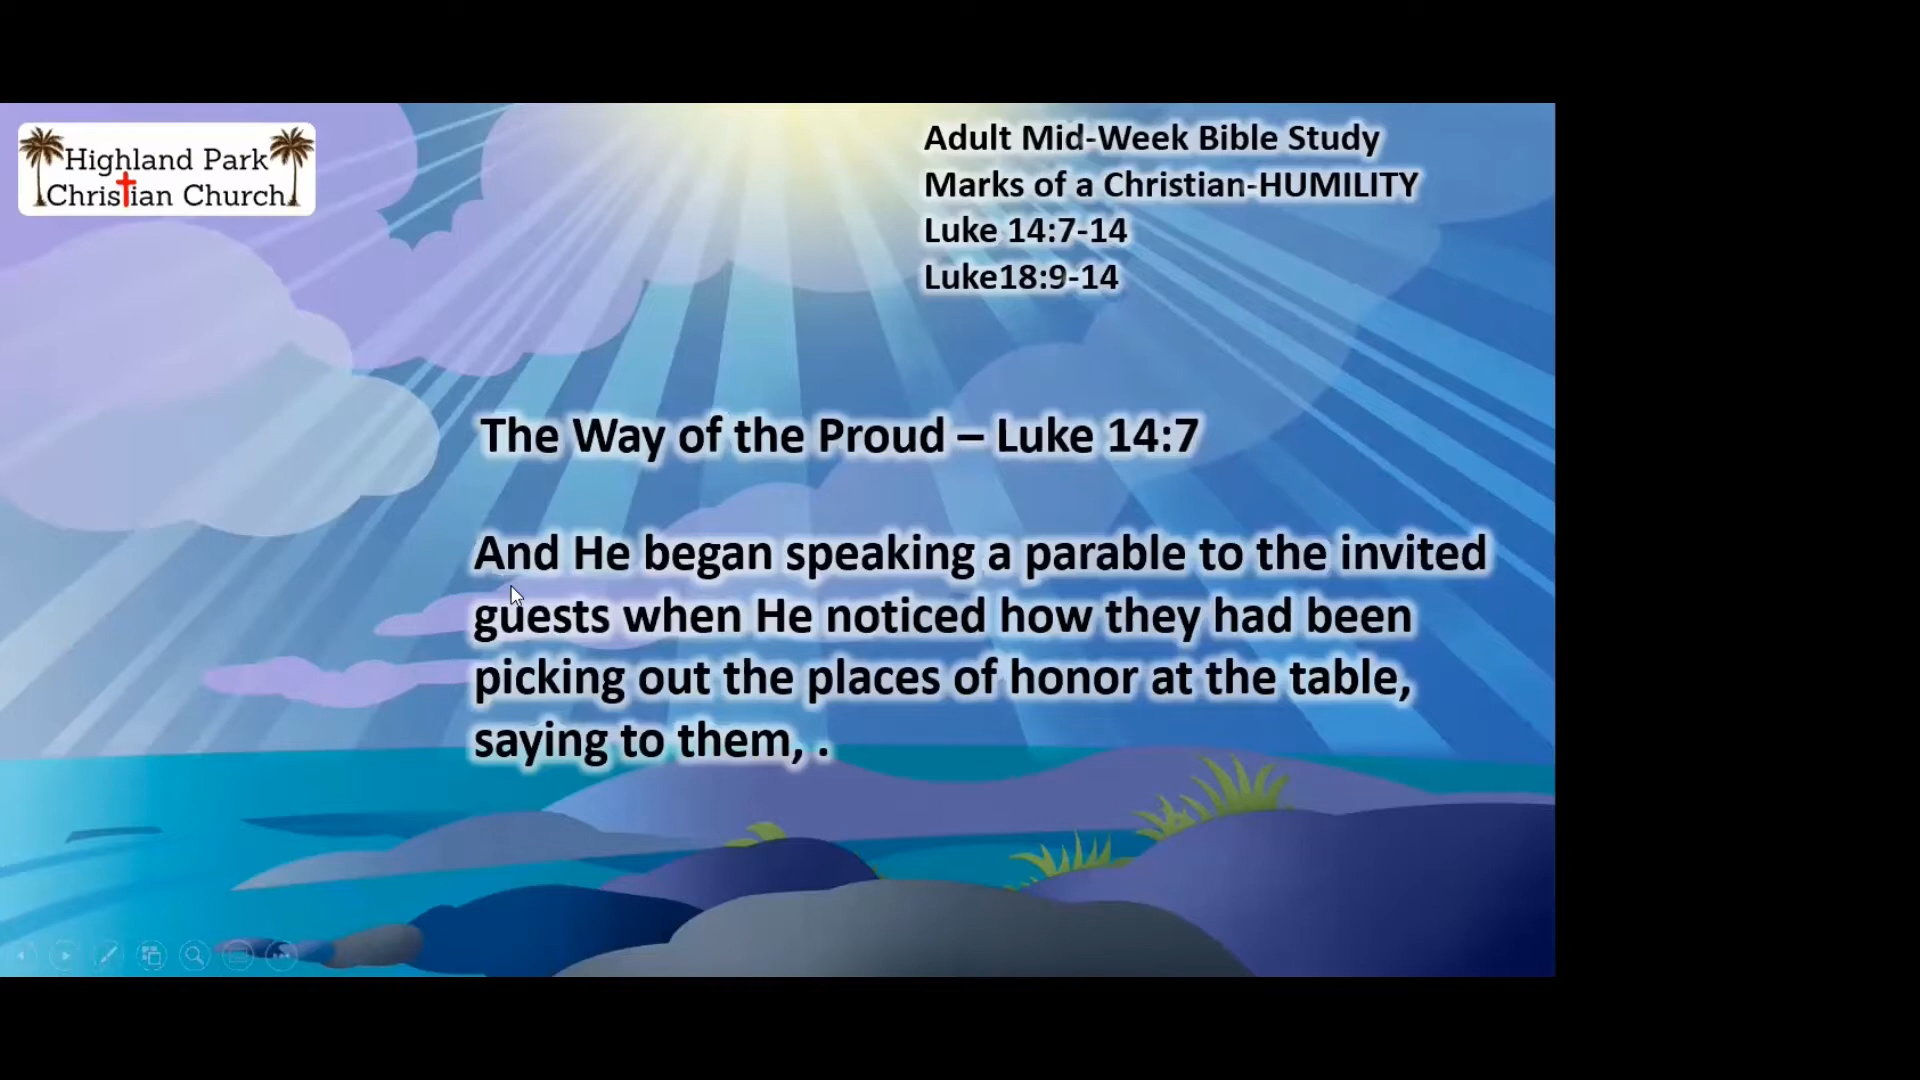 Highland Park
Christian Church
Adult Mid-Week Bible Study
Marks of a Christian-HUMILITY
Luke 14:7-14
Luke18:9-14
The Way of the Proud – Luke 14:7
And He began speaking a parable to the invited
guests when He noticed how they had been
picking out the places of honor at the table,
saying to them, .